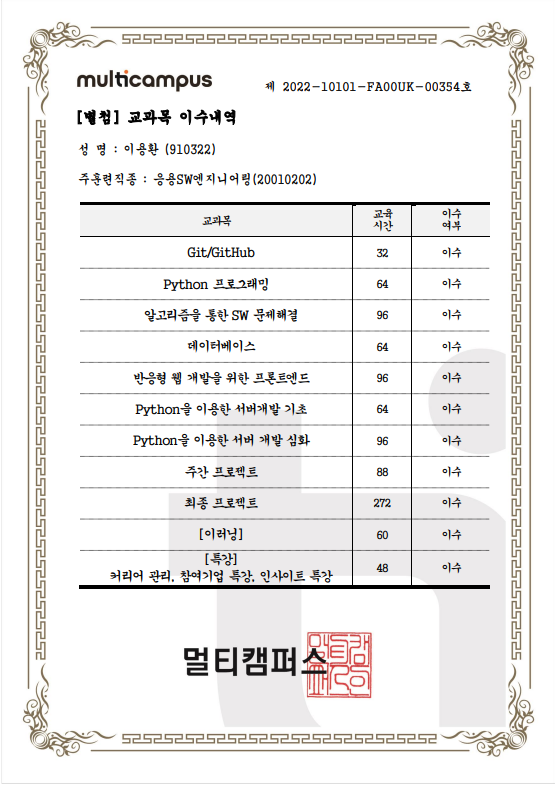 multicampus
제 2022-10101-FA00UK-00354호
[별첨] 교과목 이수내역
성 명 : 이용환 (910322)
주훈련직종 : 응용SW엔지니어링(20010202)
교과목 교육시간 이수여부
Git/GitHub 32 이수
Python 프로그래밍 64 이수
알고리즘을 통한 SW 문제해결 96 이수
데이터베이스 64 이수
반응형 웹 개발을 위한 프론트엔드 96 이수
Python을 이용한 서버개발 기초 64 이수
Python을 이용한 서버 개발 심화 96 이수
주간 프로젝트 88 이수
최종 프로젝트 272 이수
[이러닝] 60 이수
[특강]
커리어 관리, 참여기업 특강, 인사이트 특강 48 이수
멀티캠퍼스